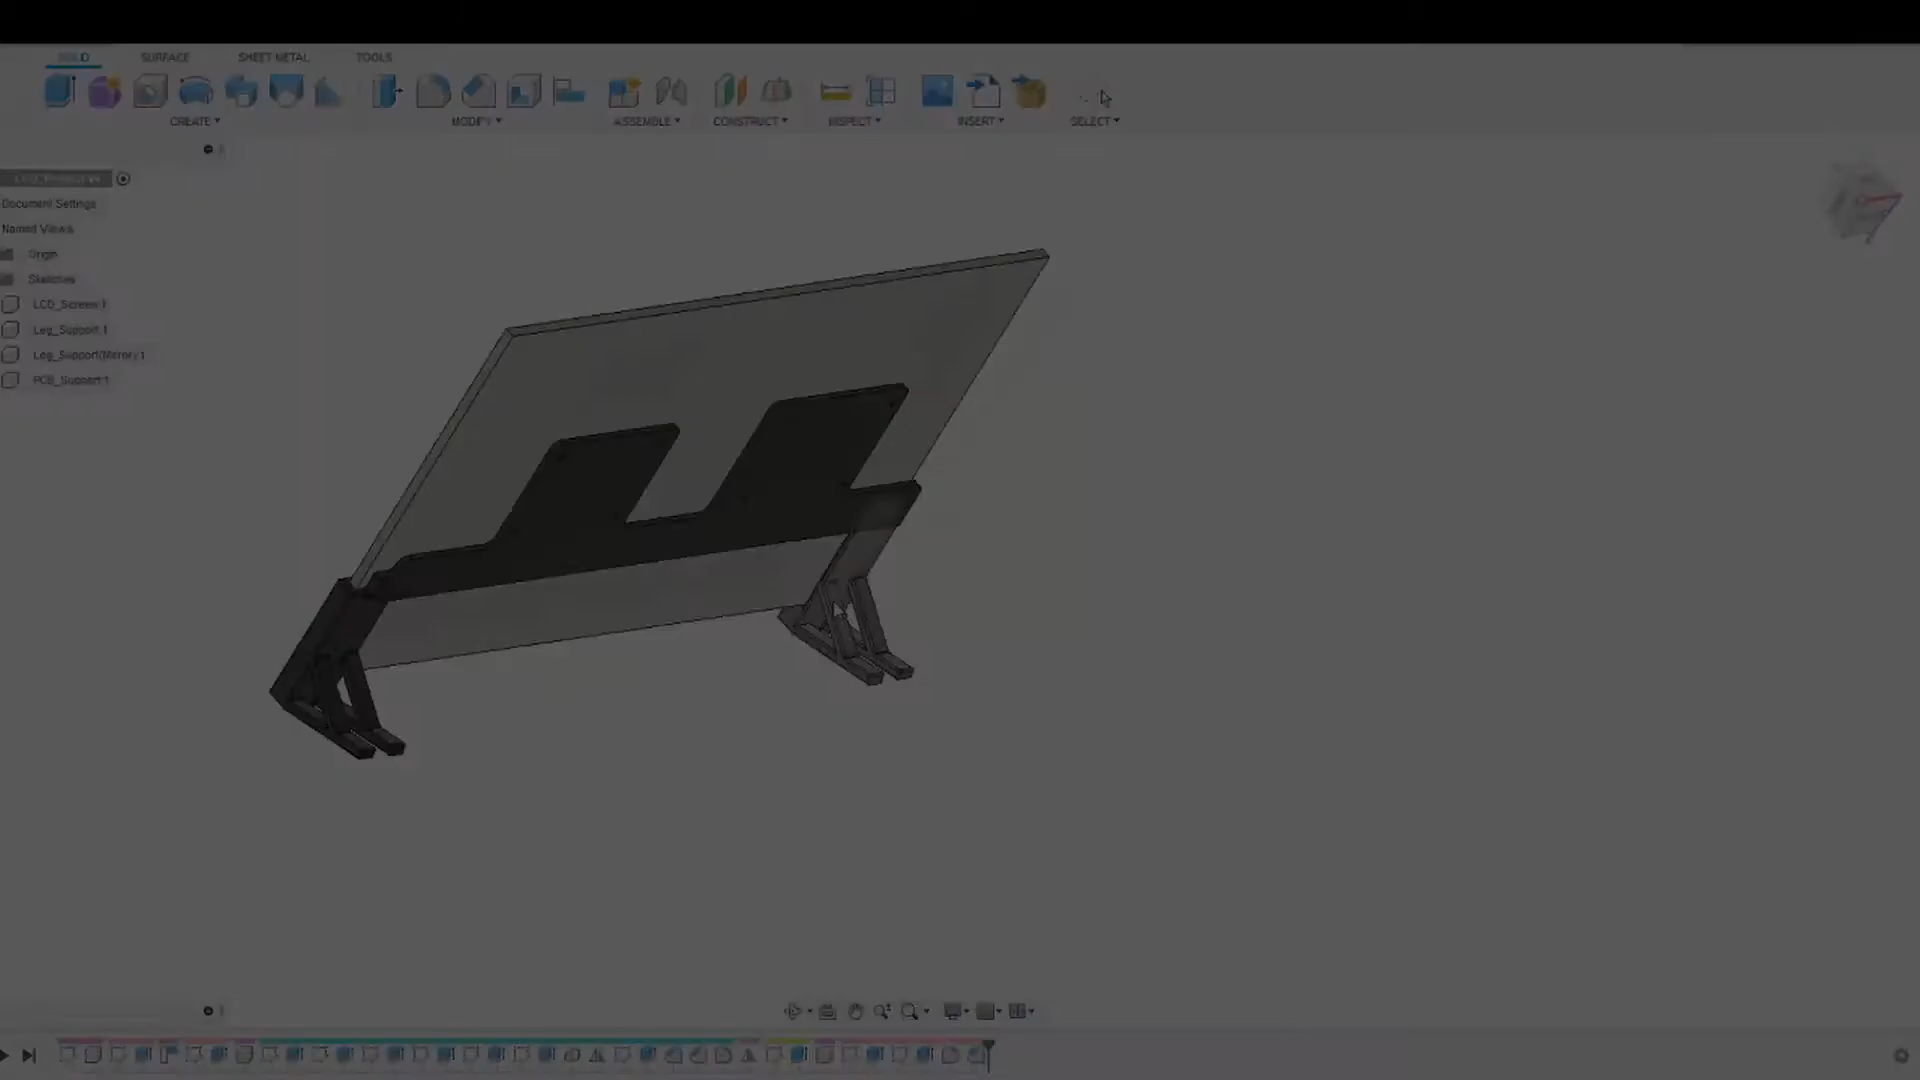 SOLID SURFACE SHEET METAL TOOLS
CREATE MODIFY ASSEMBLE CONSTRUCT INSPECT INSERT SELECT
Document Settings
Named Views
Origin
Sketches
LCD_Screen:1
Leg_Support:1
Leg_Support(Mirror):1
PCB_Support:1